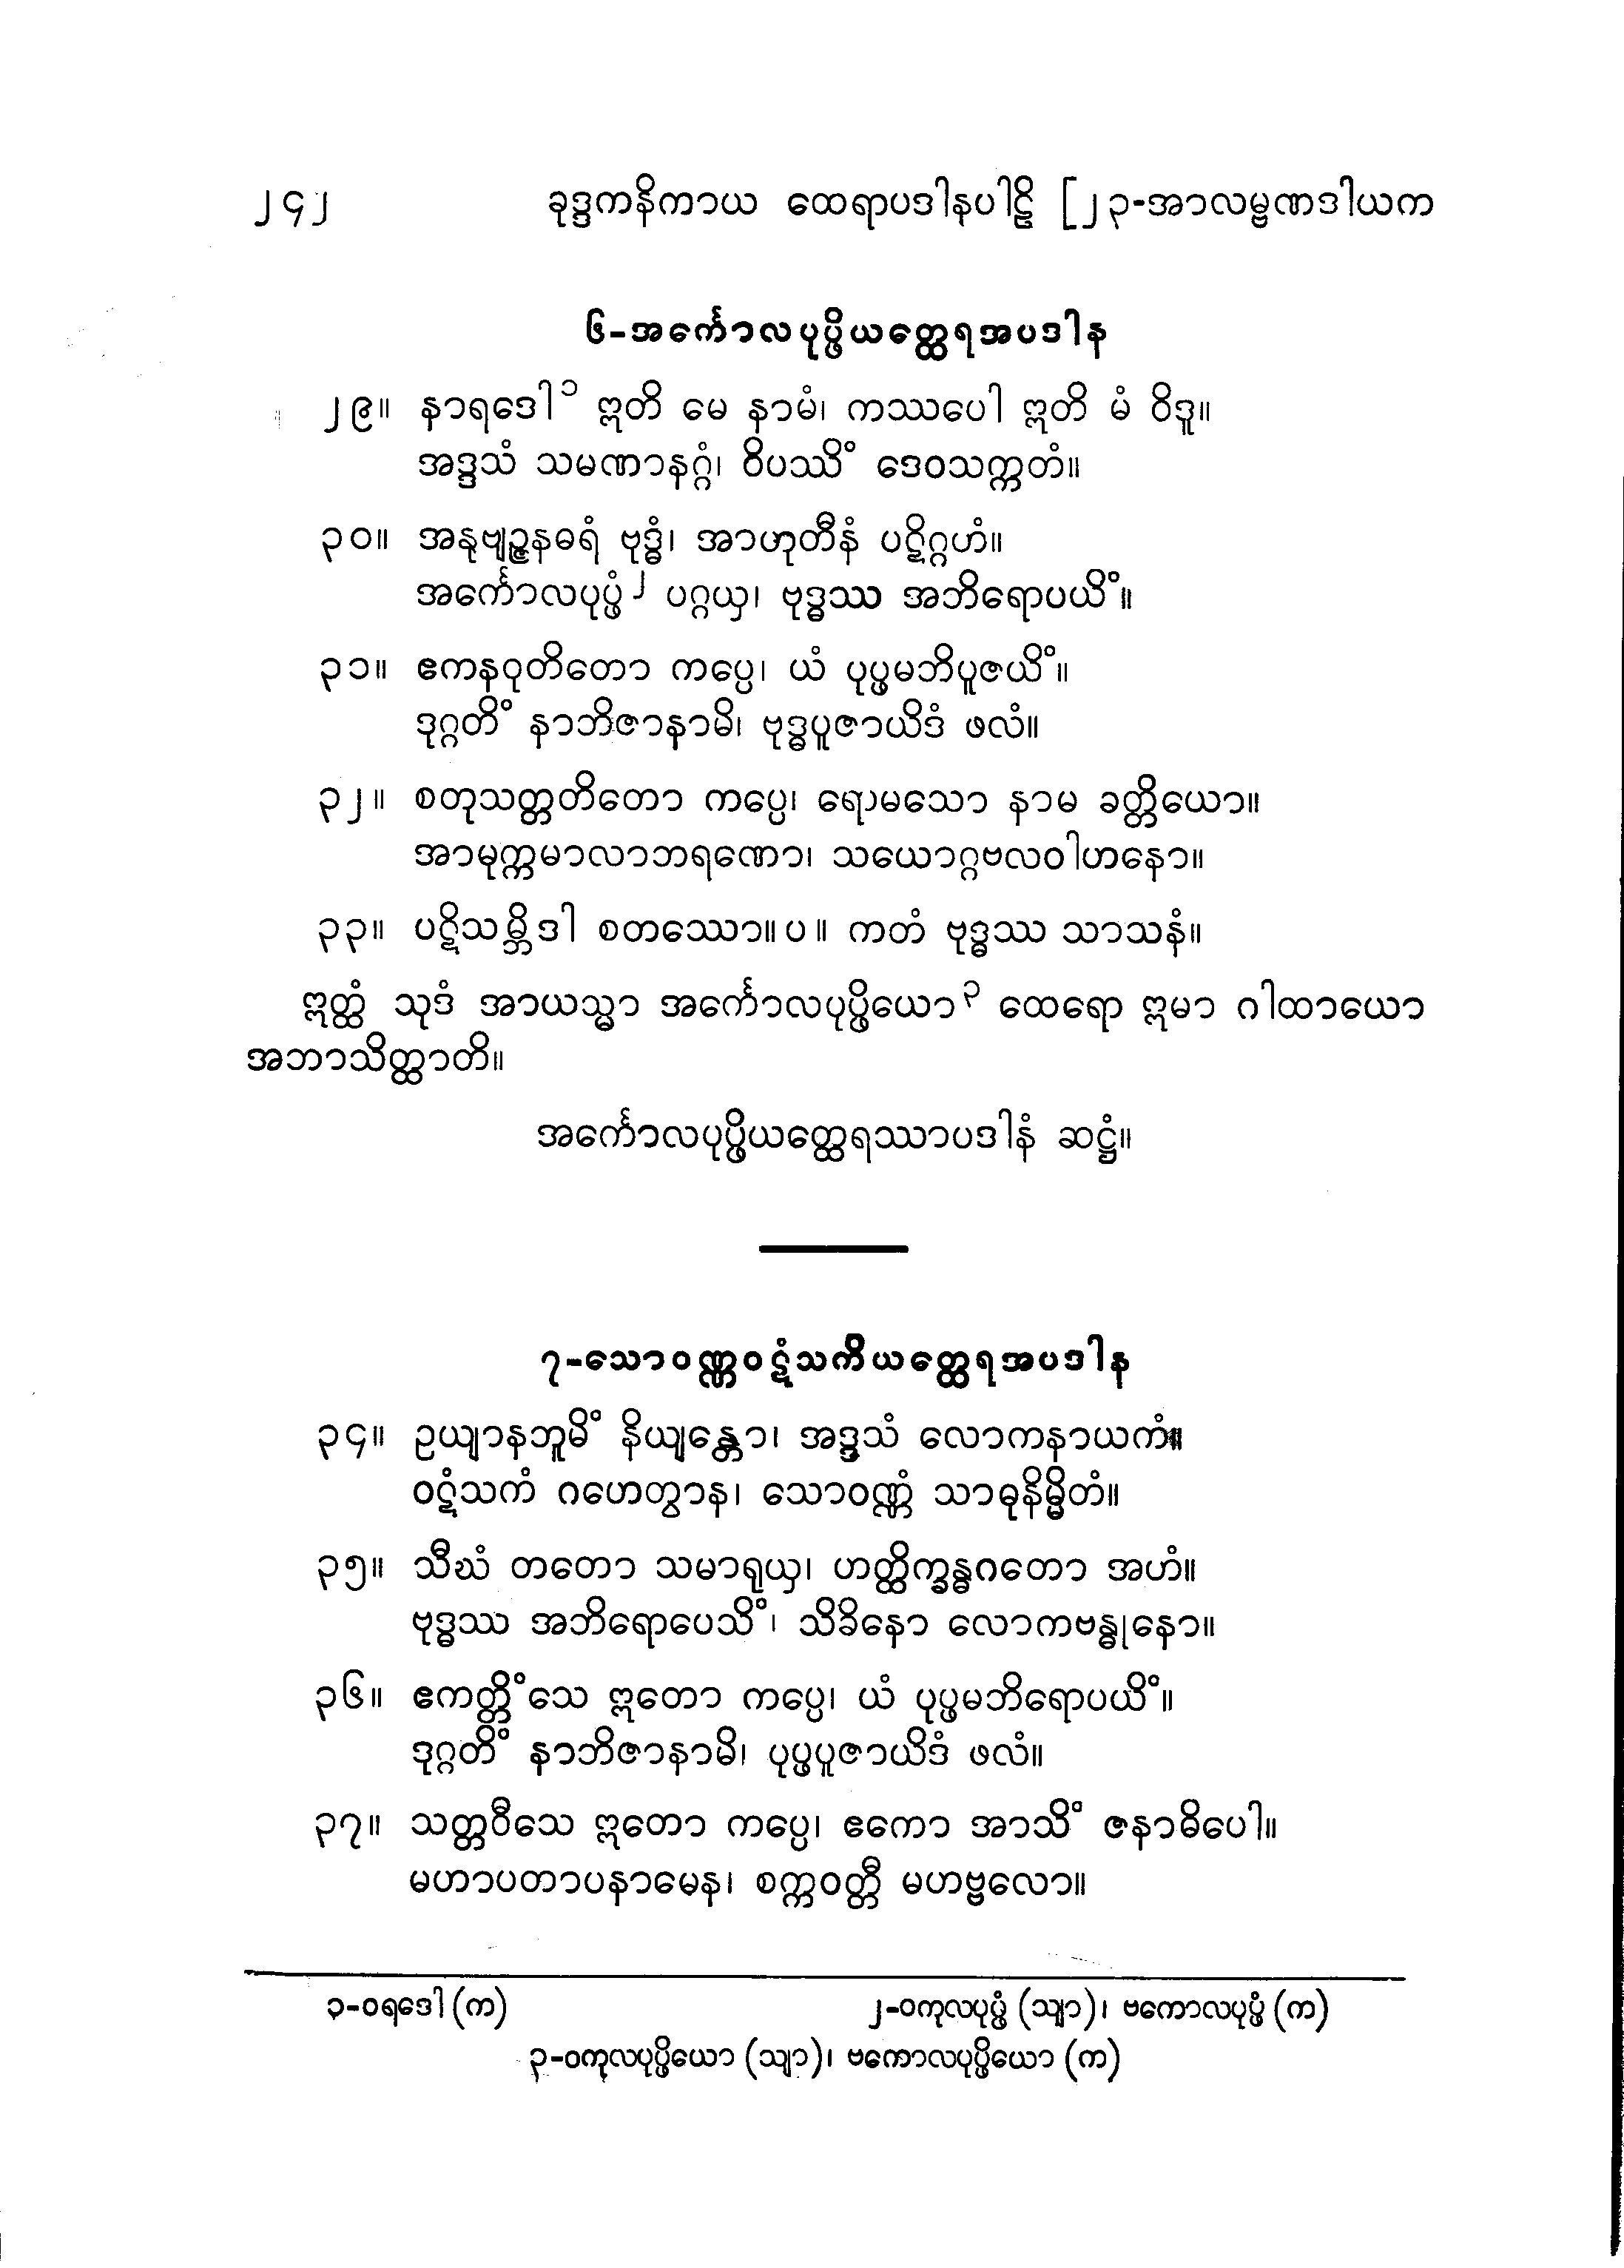 ၂၄၂ ခုဒ္ဒကနိကာယ ထေရာပဒါနပါဠိ [၂၃-အာလမ္ဗဏဒါယက
၆-အင်္ကောလပုပ္ဖိယတ္ထေရအပဒါန
၂၉။ နာရဒေါ၁ ဣတိ မေ နာမံ၊ ကဿပေါ ဣတိ မံ ဝိဒူ။
အဒ္ဒသံ သမဏာနဂ္ဂံ၊ ဝိပဿိံ ဒေဝသက္ကတံ။
၃၀။ အနုဗျဉ္ဇနဓရံ ဗုဒ္ဓံ၊ အာဟုတီနံ ပဋိဂ္ဂဟံ။
အင်္ကောလပုပ္ဖံ၂ ပဂ္ဂယှ၊ ဗုဒ္ဓဿ အဘိရောပယိံ။
၃၁။ ဧကနဝုတိတော ကပ္ပေ၊ ယံ ပုပ္ဖမဘိပူဇယိံ။
ဒုဂ္ဂတိံ နာဘိဇာနာမိ၊ ဗုဒ္ဓပူဇာယိဒံ ဖလံ။
၃၂။ စတုသတ္တတိတော ကပ္ပေ၊ ရောမသော နာမ ခတ္တိယော။
အာမုက္ကမာလာဘရဏော၊ သယောဂ္ဂဗလဝါဟနော။
၃၃။ ပဋိသမ္ဘိဒါ စတဿော။ ပ။ ကတံ ဗုဒ္ဓဿ သာသနံ။
ဣတ္ထံ သုဒံ အာယသ္မာ အင်္ကောလပုပ္ဖိယော၃ ထေရော ဣမာ ဂါထာယော
အဘာသိတ္ထာတိ။
အင်္ကောလပုပ္ဖိယတ္ထေရဿာပဒါနံ ဆဋ္ဌံ။
၇-သောဝဏ္ဏဝဋံသကိယတ္ထေရအပဒါန
၃၄။ ဥယျာနဘူမိံ နိယျန္တော၊ အဒ္ဒသံ လောကနာယကံ။
ဝဋံသကံ ဂဟေတွာန၊ သောဝဏ္ဏံ သာဓုနိမ္မိတံ။
၃၅။ သီဃံ တတော သမာရုယှ၊ ဟတ္ထိက္ခန္ဓဂတော အဟံ။
ဗုဒ္ဓဿ အဘိရောပေသိံ၊ သိခိနော လောကဗန္ဓုနော။
၃၆။ ဧကတ္တိံသေ ဣတော ကပ္ပေ၊ ယံ ပုပ္ဖမဘိရောပယိံ။
ဒုဂ္ဂတိံ နာဘိဇာနာမိ၊ ပုပ္ဖပူဇာယိဒံ ဖလံ။
၃၇။ သတ္တဝီသေ ဣတော ကပ္ပေ၊ ဧကော အာသိံ ဇနာဓိပေါ။
မဟာပတာပနာမေန၊ စက္ကဝတ္တီ မဟဗ္ဗလော။
၁-ဝရဒေါ (က) ၂-ဝကုလပုပ္ဖံ (သျာ)၊ ဗကောလပုပ္ဖံ (က)
၃-ဝကုလပုပ္ဖိယော (သျာ)၊ ဗကောလပုပ္ဖိယော (က)